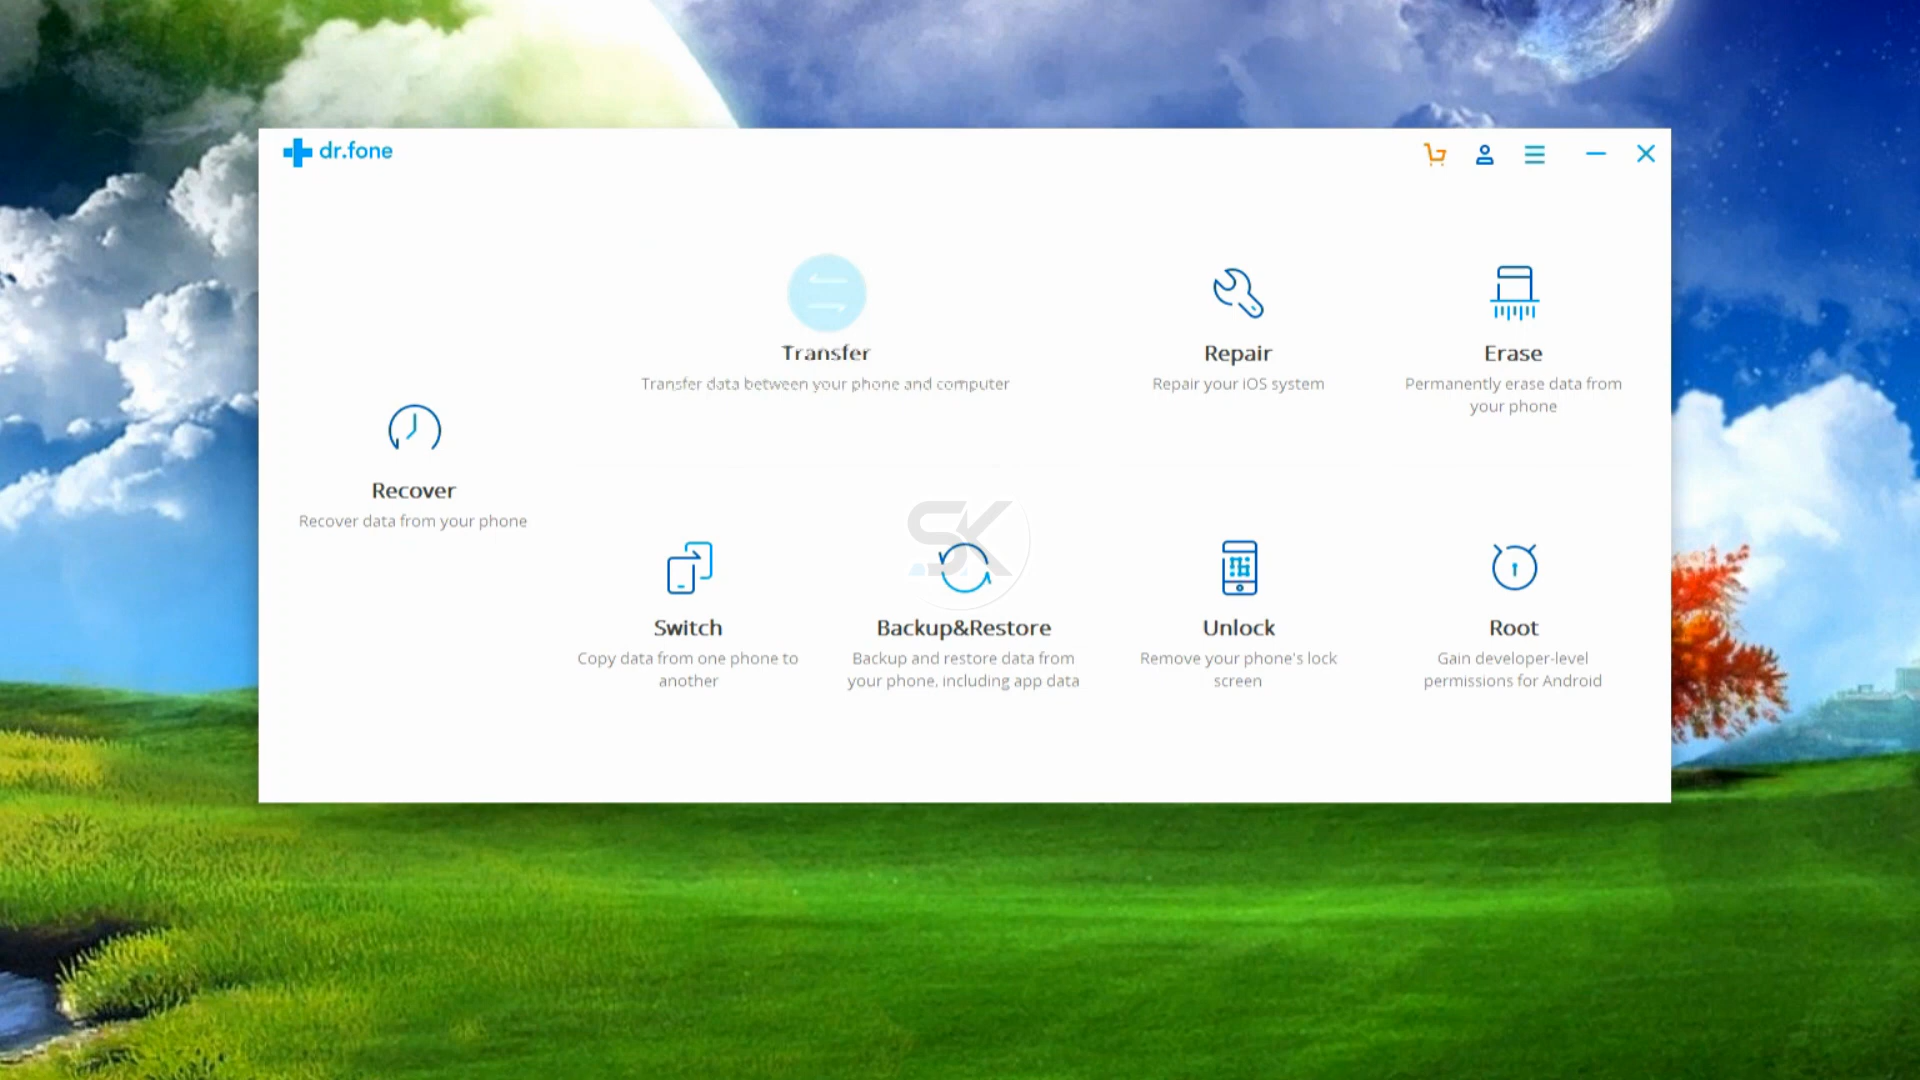 dr.fone
Transfer
Transfer data between your phone and computer
Repair
Repair your iOS system
Erase
Permanently erase data from
your phone
Recover
Recover data from your phone
SK
Switch
Copy data from one phone to
another
Backup&Restore
Backup and restore data from
your phone, including app data
Unlock
Remove your phone's lock
screen
Root
Gain developer-level
permissions for Android